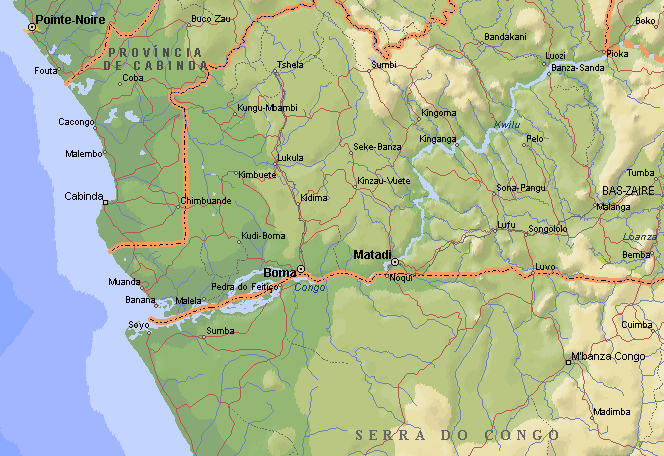 Pointe-Noire
Buco Zau
Beko
Bandakani
PROVÍNCIA
DE CABINDA
Fouta
Coba
Tshela
Sumbi
Luozi
Pioka
Banza-Sanda
Kungu-Mbambi
Kingoma
Cacongo
Kwilu
Malembo
Lukula
Seke-Banza
Kinganga
Pelo
Kimbuete
Kinzau-Vuete
Sona-Pangu
Tumba
BAS-ZAIRE
Cabinda
Chimbuande
Kidima
Malanga
Kudi-Boma
Lufu
Songololo
Loanza
Matadi
Bemba
Boma
Noqui
Luvo
Muanda
Pedra do Feitiço
Congo
Banana
Malela
Soyo
Sumba
Cuimba
M'banza Congo
Madimba
SERRA DO CONGO